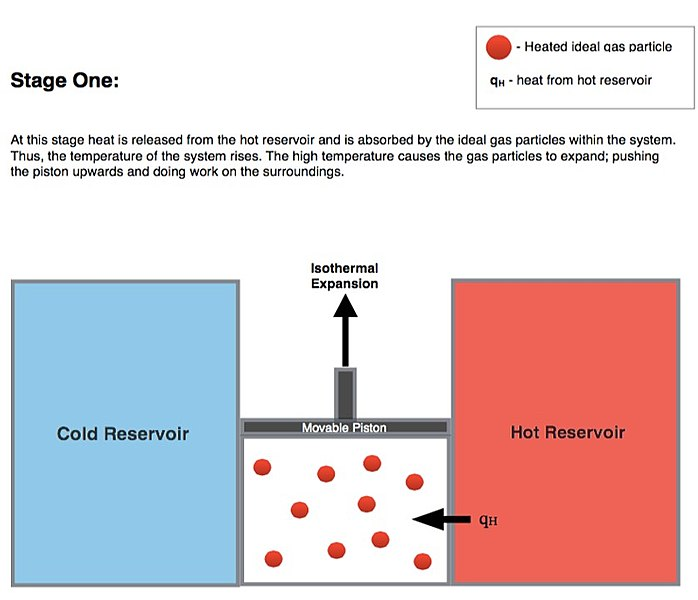 - Heated ideal gas particle
qH - heat from hot reservoir
Stage One:
At this stage heat is released from the hot reservoir and is absorbed by the ideal gas particles within the system.
Thus, the temperature of the system rises. The high temperature causes the gas particles to expand; pushing
the piston upwards and doing work on the surroundings.
Isothermal
Expansion
Cold Reservoir
Movable Piston
Hot Reservoir
qH